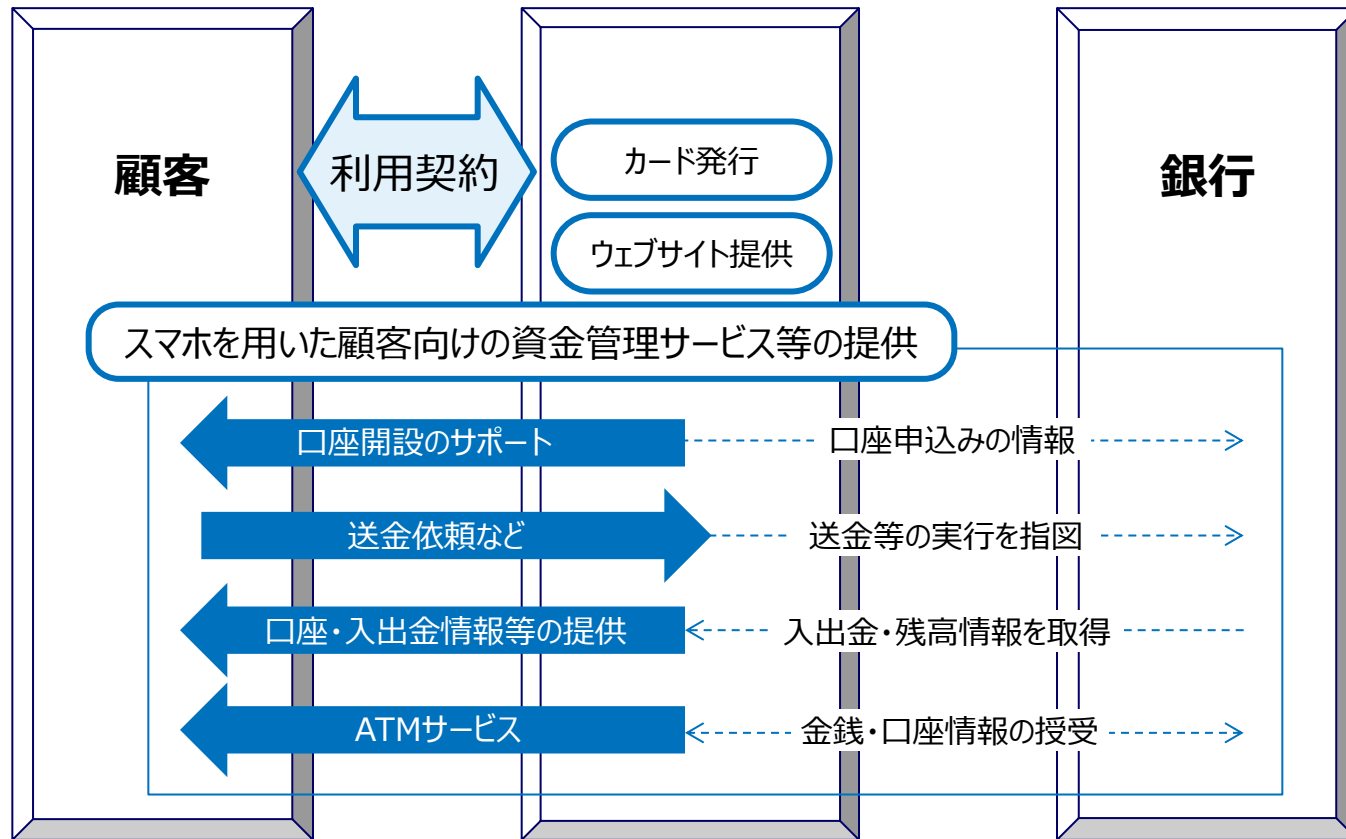 顧客
利用契約
カード発行
ウェブサイト提供
銀行
スマホを用いた顧客向けの資金管理サービス等の提供
口座開設のサポート
口座申込みの情報
送金依頼など
送金等の実行を指図
口座・入出金情報等の提供
入出金・残高情報を取得
ATMサービス
金銭・口座情報の授受